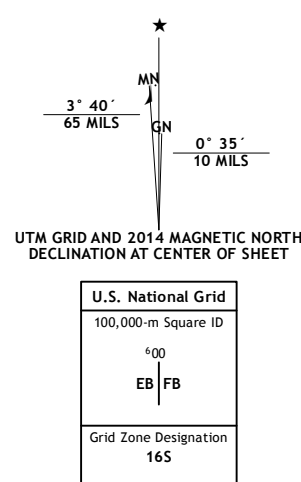 ★
MN
3° 40´
65 MILS
GN
0° 35´
10 MILS
UTM GRID AND 2014 MAGNETIC NORTH
DECLINATION AT CENTER OF SHEET
U.S. National Grid
100,000-m Square ID
⁶00
EB FB
Grid Zone Designation
16S